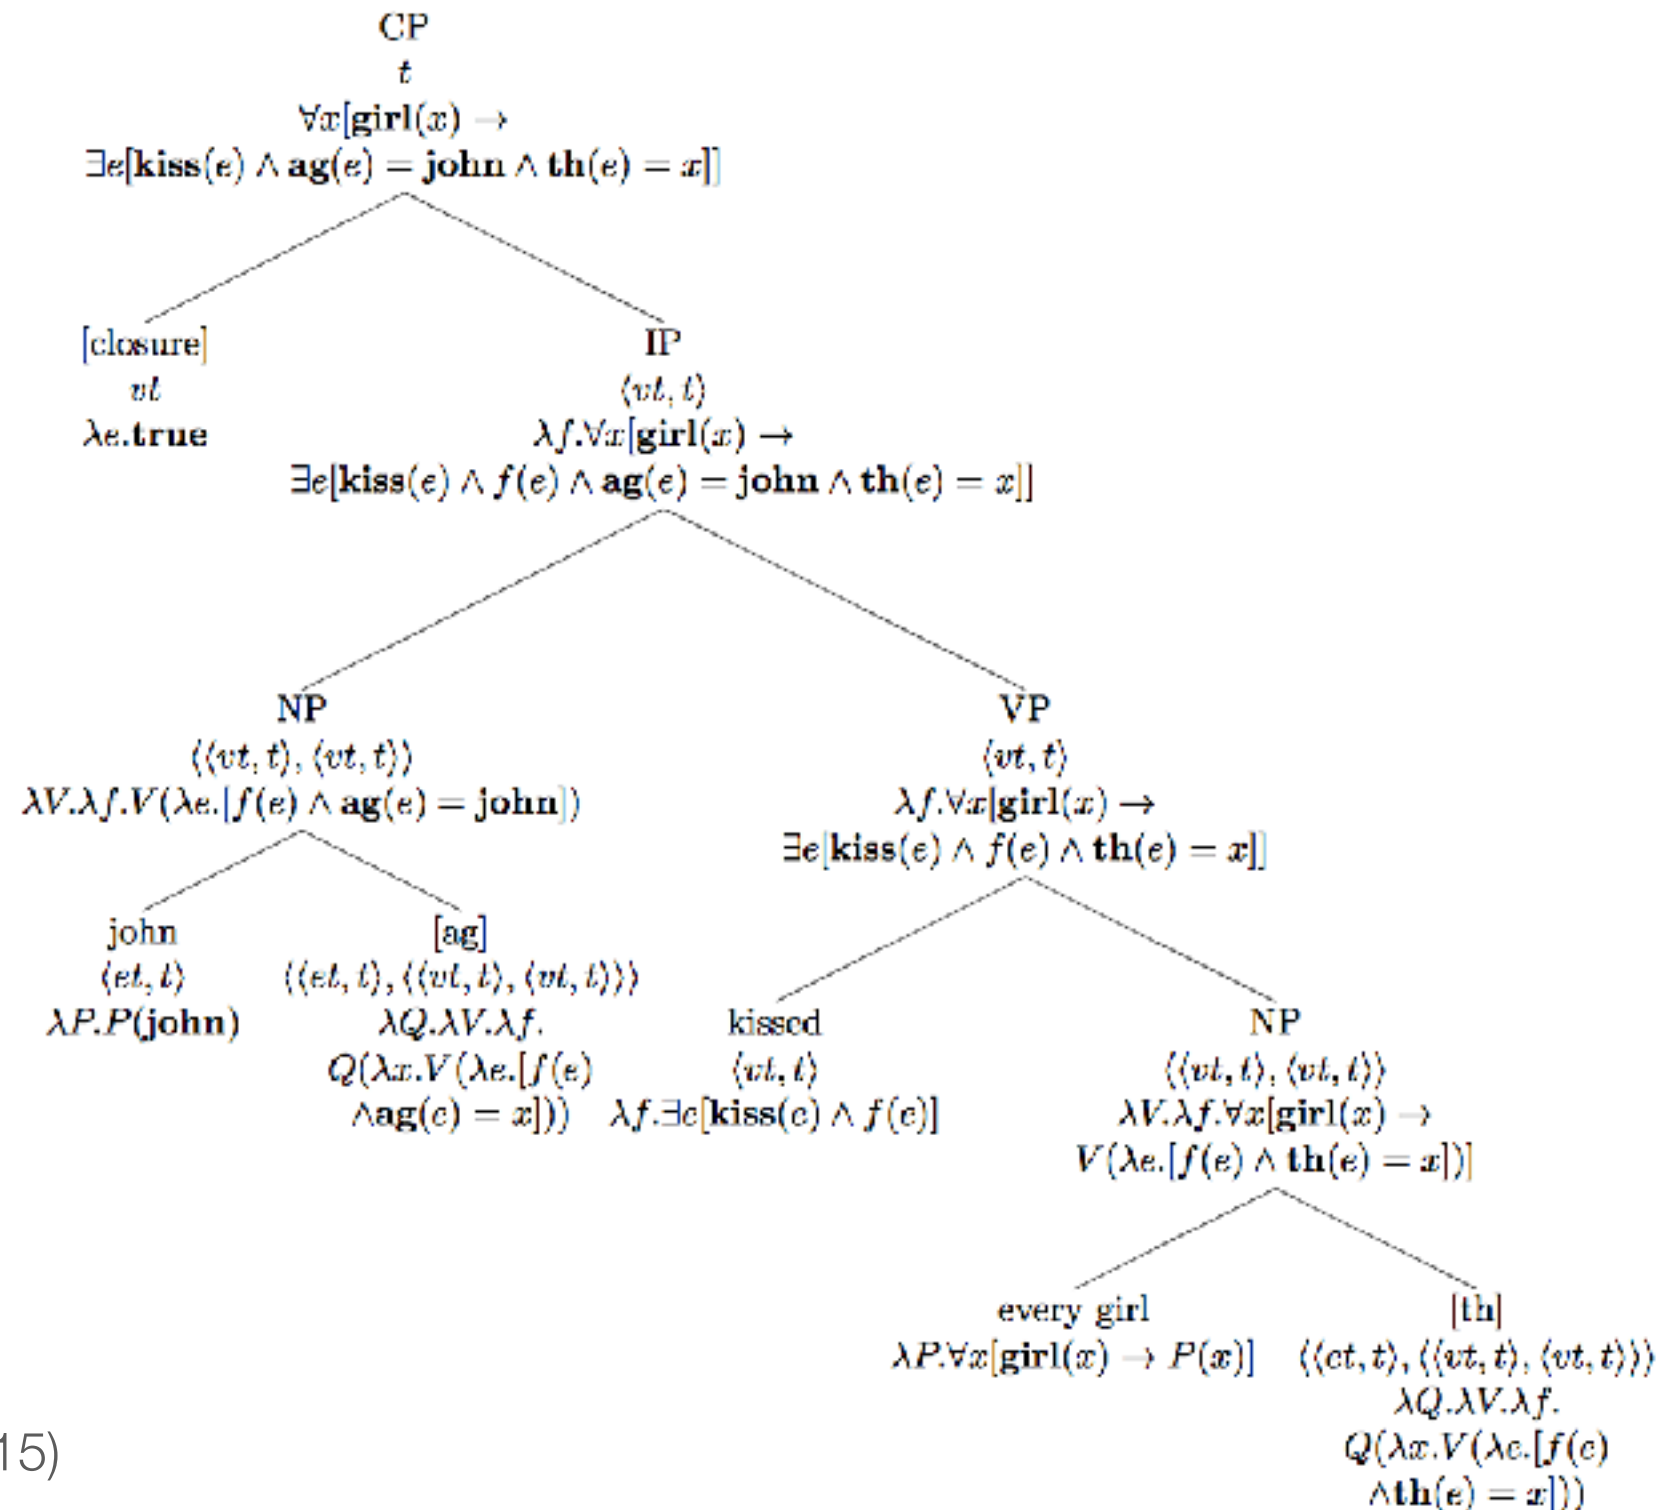 CP
t
∀x[girl(x) →
∃e[kiss(e) ∧ ag(e) = john ∧ th(e) = x]]
[closure]
vt
λe.true
IP
⟨vt, t⟩
λf.∀x[girl(x) →
∃e[kiss(e) ∧ f(e) ∧ ag(e) = john ∧ th(e) = x]]
NP
⟨⟨vt, t⟩, ⟨vt, t⟩⟩
λV.λf.V(λe.[f(e) ∧ ag(e) = john])
VP
⟨vt, t⟩
λf.∀x[girl(x) →
∃e[kiss(e) ∧ f(e) ∧ th(e) = x]]
john
⟨et, t⟩
λP.P(john)
[ag]
⟨⟨et, t⟩, ⟨⟨vt, t⟩, ⟨vt, t⟩⟩⟩
λQ.λV.λf.
Q(λx.V(λe.[f(e)
∧ag(e) = x]))
kissed
⟨vt, t⟩
λf.∃e[kiss(e) ∧ f(e)]
NP
⟨⟨vt, t⟩, ⟨vt, t⟩⟩
λV.λf.∀x[girl(x) →
V(λe.[f(e) ∧ th(e) = x])]
every girl
λP.∀x[girl(x) → P(x)]
[th]
⟨⟨et, t⟩, ⟨⟨vt, t⟩, ⟨vt, t⟩⟩⟩
λQ.λV.λf.
Q(λx.V(λe.[f(e)
∧th(e) = x]))
15)